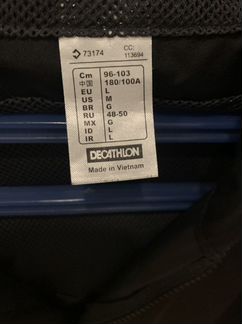 73174
CC:
113694
Cm 96-103
中国 180/100A
EU L
US M
BR G
RU 48-50
MX G
ID L
IR L
DECATHLON
Made in Vietnam